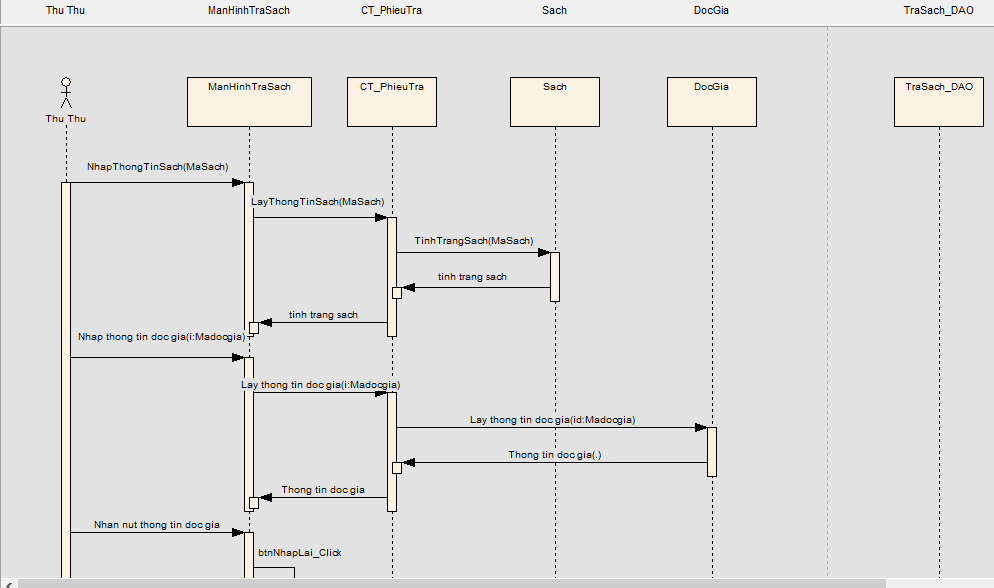 Thu Thu ManHinhTraSach CT_PhieuTra Sach DocGia TraSach_DAO
ManHinhTraSach CT_PhieuTra Sach DocGia TraSach_DAO
Thu Thu
NhapThongTinSach(MaSach)
LayThongTinSach(MaSach)
TinhTrangSach(MaSach)
tinh trang sach
tinh trang sach
Nhap thong tin doc gia(i:Madocgia)
Lay thong tin doc gia(i:Madocgia)
Lay thong tin doc gia(id:Madocgia)
Thong tin doc gia(.)
Thong tin doc gia
Nhan nut thong tin doc gia
btnNhapLai_Click